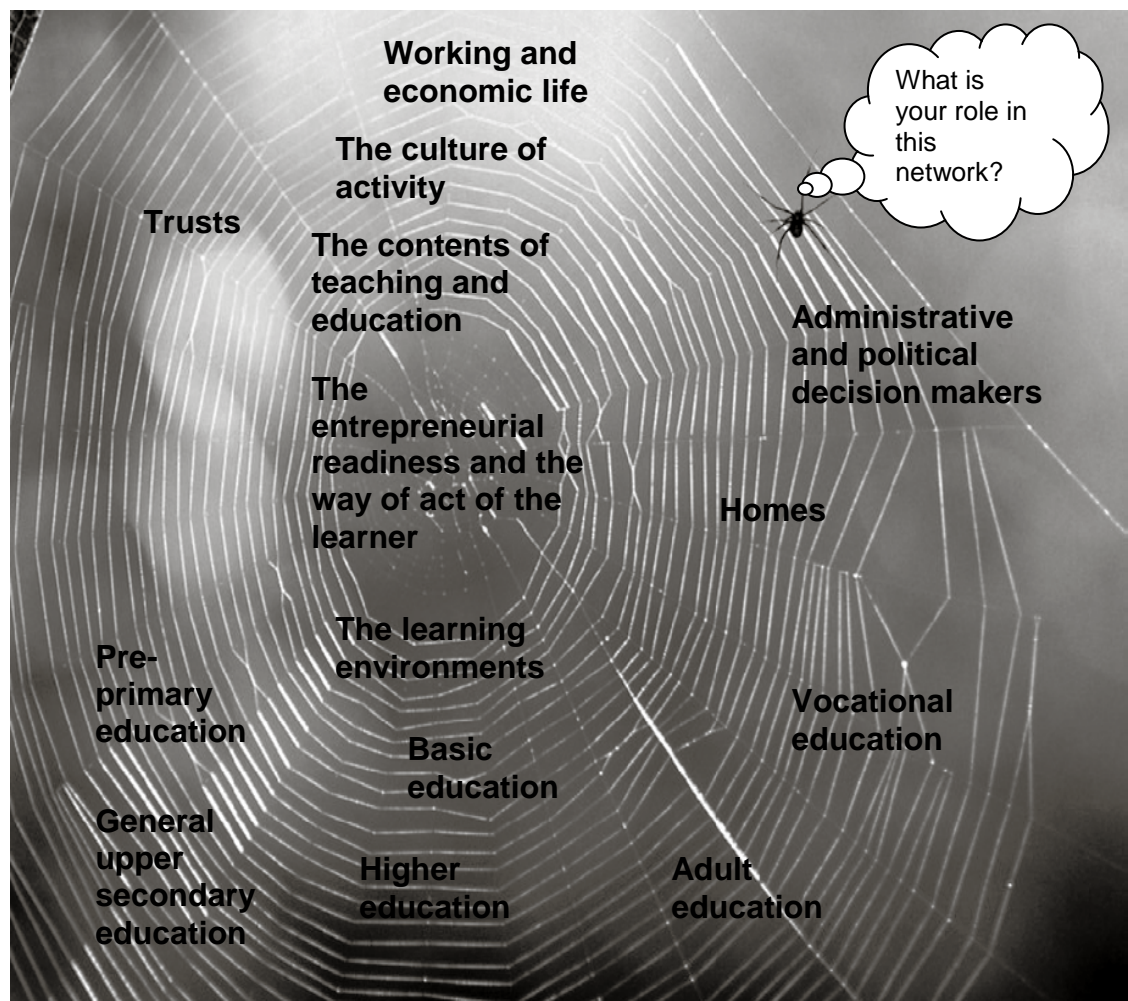 Working and
economic life
What is
your role in
this
network?
The culture of
activity
Trusts
The contents of
teaching and
education
Administrative
and political
decision makers
The
entrepreneurial
readiness and the
way of act of the
learner
Homes
The learning
environments
Pre-
primary
education
Vocational
education
Basic
education
General
upper
secondary
education
Higher
education
Adult
education